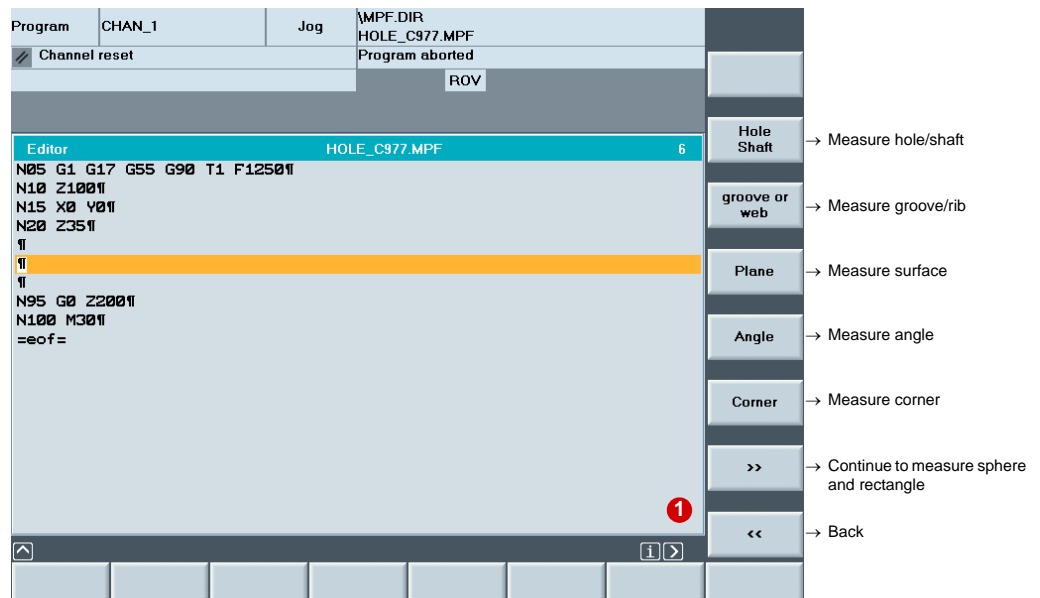 Program CHAN_1 Jog \MPF.DIR
HOLE_C977.MPF
Channel reset Program aborted
ROV
Editor HOLE_C977.MPF 6
N05 G1 G17 G55 G90 T1 F1250¶
N10 Z100¶
N15 X0 Y0¶
N20 Z35¶
¶
¶
¶
N95 G0 Z200¶
N100 M30¶
=eof=
Hole
Shaft
→ Measure hole/shaft
groove or
web
→ Measure groove/rib
Plane → Measure surface
Angle → Measure angle
Corner → Measure corner
>> → Continue to measure sphere
and rectangle
1
<< → Back
i >